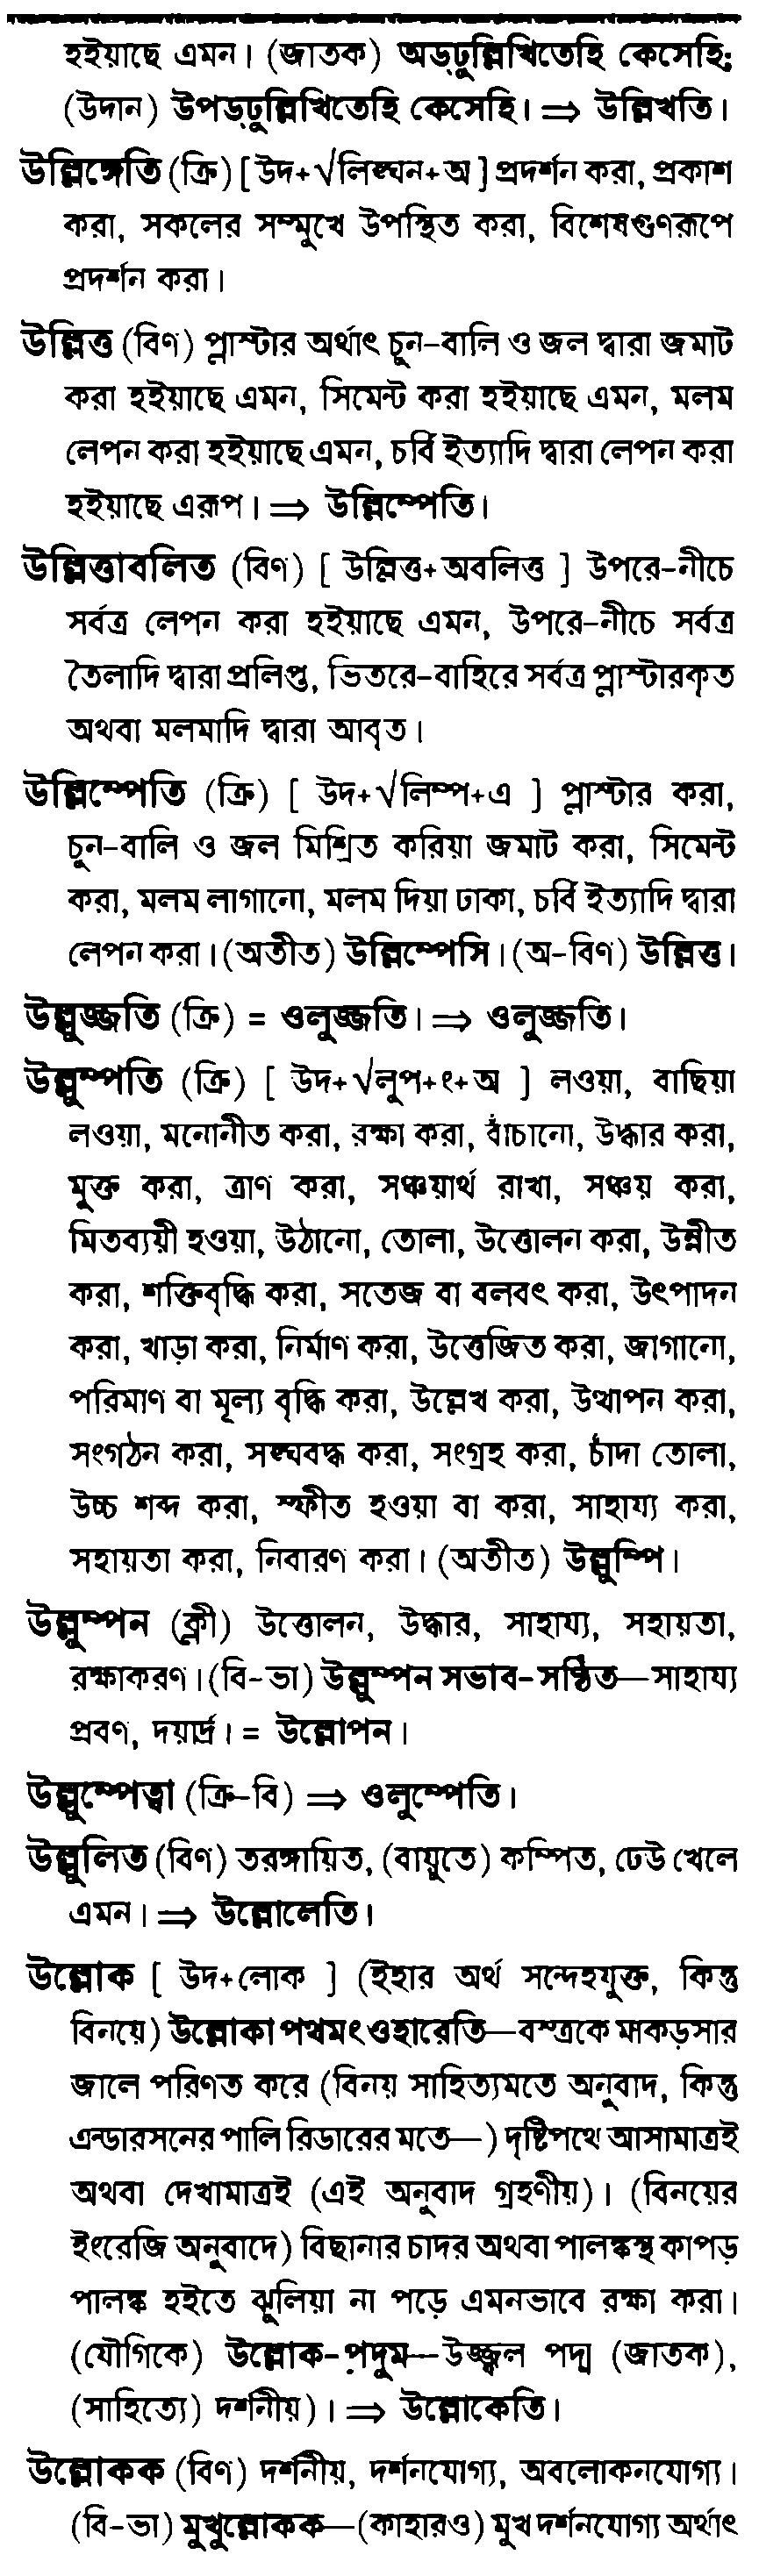 হইয়াছে এমন। (জাতক) অড্ঢুল্লিখিতেহি কেসেহি;
(উদান) উপড্ঢুল্লিখিতেহি কেসেহি। ⇒ উল্লিখতি।
উল্লিঙ্গেতি (ক্রি) [ উদ+√লিঙ্ঘন+অ ] প্রদর্শন করা, প্রকাশ
করা, সকলের সম্মুখে উপস্থিত করা, বিশেষগুণরূপে
প্রদর্শন করা।
উল্লিত্ত (বিণ) প্লাস্টার অর্থাৎ চুন-বালি ও জল দ্বারা জমাট
করা হইয়াছে এমন, সিমেন্ট করা হইয়াছে এমন, মলম
লেপন করা হইয়াছে এমন, চর্বি ইত্যাদি দ্বারা লেপন করা
হইয়াছে এরূপ। ⇒ উল্লিম্পেতি।
উল্লিত্তাবলিত (বিণ) [ উল্লিত্ত+অবলিত্ত ] উপরে-নীচে
সর্বত্র লেপন করা হইয়াছে এমন, উপরে-নীচে সর্বত্র
তৈলাদি দ্বারা প্রলিপ্ত, ভিতরে-বাহিরে সর্বত্র প্লাস্টারকৃত
অথবা মলমাদি দ্বারা আবৃত।
উল্লিম্পেতি (ক্রি) [ উদ+√লিম্প+এ ] প্লাস্টার করা,
চুন-বালি ও জল মিশ্রিত করিয়া জমাট করা, সিমেন্ট
করা, মলম লাগানো, মলম দিয়া ঢাকা, চর্বি ইত্যাদি দ্বারা
লেপন করা। (অতীত) উল্লিম্পেসি। (অ-বিণ) উল্লিত্ত।
উল্লুজ্জতি (ক্রি) = ওলুজ্জতি। ⇒ ওলুজ্জতি।
উল্লুম্পতি (ক্রি) [ উদ+√লুপ+ং+অ ] লওয়া, বাছিয়া
লওয়া, মনোনীত করা, রক্ষা করা, বাঁচানো, উদ্ধার করা,
মুক্ত করা, ত্রাণ করা, সঞ্চয়ার্থ রাখা, সঞ্চয় করা,
মিতব্যয়ী হওয়া, উঠানো, তোলা, উত্তোলন করা, উন্নীত
করা, শক্তিবৃদ্ধি করা, সতেজ বা বলবৎ করা, উৎপাদন
করা, খাড়া করা, নির্মাণ করা, উত্তেজিত করা, জাগানো,
পরিমাণ বা মূল্য বৃদ্ধি করা, উল্লেখ করা, উত্থাপন করা,
সংগঠন করা, সঙ্ঘবদ্ধ করা, সংগ্রহ করা, চাঁদা তোলা,
উচ্চ শব্দ করা, স্ফীত হওয়া বা করা, সাহায্য করা,
সহায়তা করা, নিবারণ করা। (অতীত) উল্লুম্পি।
উল্লুম্পন (ক্লী) উত্তোলন, উদ্ধার, সাহায্য, সহায়তা,
রক্ষাকরণ। (বি-ভা) উল্লুম্পন সভাব-সণ্ঠিত—সাহায্য
প্রবণ, দয়ার্দ্র। = উল্লোপন।
উল্লুম্পেত্বা (ক্রি-বি) ⇒ ওলুম্পেতি।
উল্লুলিত (বিণ) তরঙ্গায়িত, (বায়ুতে) কম্পিত, ঢেউ খেলে
এমন। ⇒ উল্লোলেতি।
উল্লোক [ উদ+লোক ] (ইহার অর্থ সন্দেহযুক্ত, কিন্তু
বিনয়ে) উল্লোকা পথমং ওহারেতি—বস্ত্রকে মাকড়সার
জালে পরিণত করে (বিনয় সাহিত্যমতে অনুবাদ, কিন্তু
এন্ডারসনের পালি রিডারের মতে—) দৃষ্টিপথে আসামাত্রই
অথবা দেখামাত্রই (এই অনুবাদ গ্রহণীয়)। (বিনয়ের
ইংরেজি অনুবাদে) বিছানার চাদর অথবা পালঙ্কস্থ কাপড়
পালঙ্ক হইতে ঝুলিয়া না পড়ে এমনভাবে রক্ষা করা।
(যৌগিকে) উল্লোক-পদুম—উজ্জ্বল পদ্ম (জাতক),
(সাহিত্যে) দর্শনীয়)। ⇒ উল্লোকেতি।
উল্লোকক (বিণ) দর্শনীয়, দর্শনযোগ্য, অবলোকনযোগ্য।
(বি-ভা) মুখুল্লোকক—(কাহারও) মুখ দর্শনযোগ্য অর্থাৎ